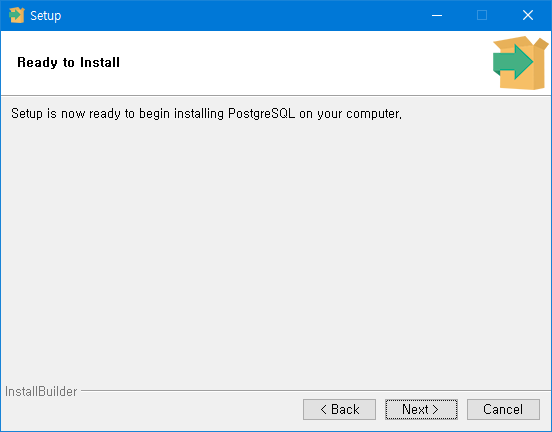 Setup
Ready to Install
Setup is now ready to begin installing PostgreSQL on your computer.
InstallBuilder
< Back
Next >
Cancel